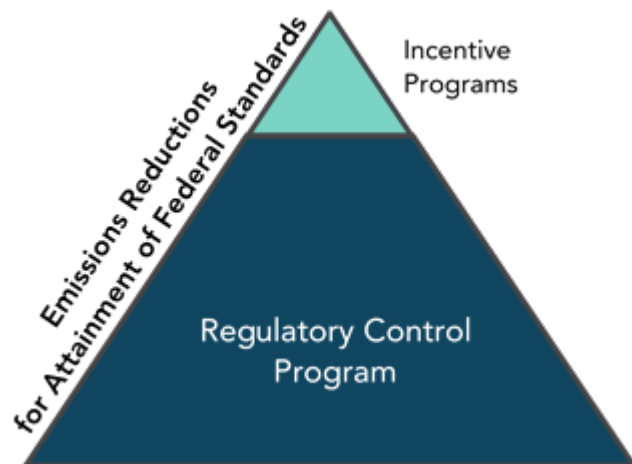 Emissions Reductions
for Attainment of Federal Standards
Incentive
Programs
Regulatory Control
Program